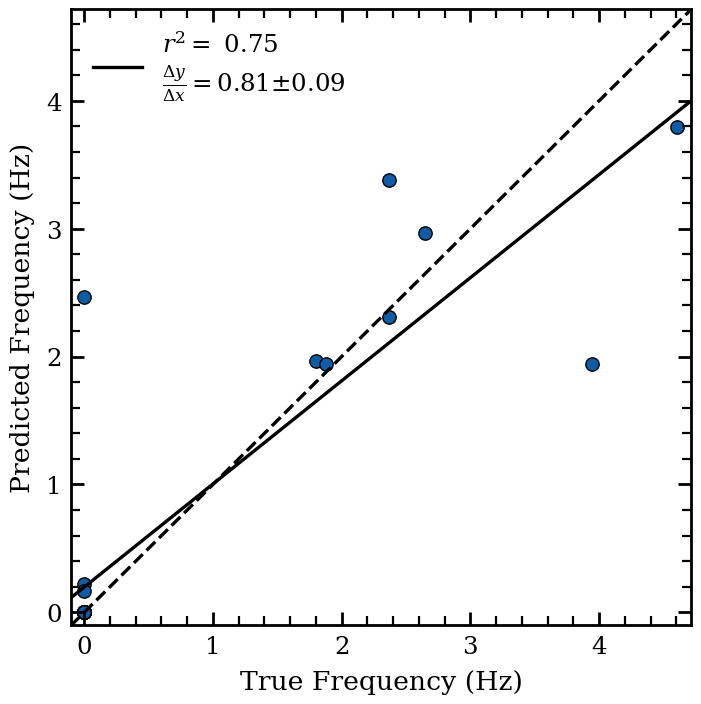 r² = 0.75
Δy/Δx = 0.81±0.09
4
3
2
1
0
Predicted Frequency (Hz)
0 1 2 3 4
True Frequency (Hz)